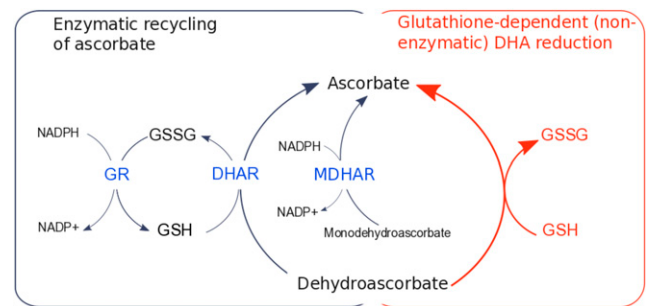 Enzymatic recycling
of ascorbate
Glutathione-dependent (non-
enzymatic) DHA reduction
Ascorbate
NADPH
GSSG
NADPH
GSSG
GR
DHAR
MDHAR
NADP+
GSH
NADP+
Monodehydroascorbate
GSH
Dehydroascorbate